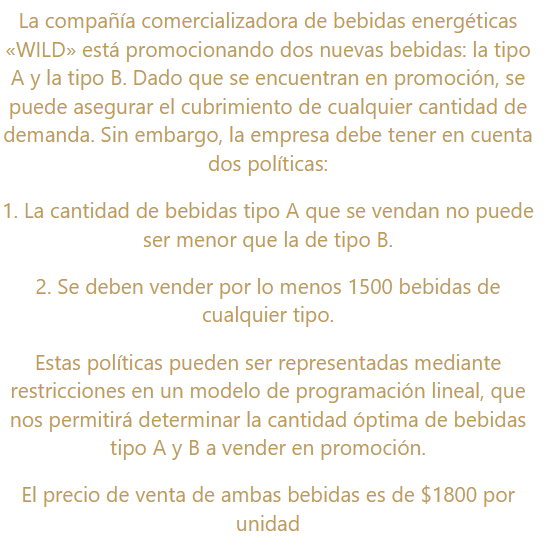 La compañía comercializadora de bebidas energéticas
«WILD» está promocionando dos nuevas bebidas: la tipo
A y la tipo B. Dado que se encuentran en promoción, se
puede asegurar el cubrimiento de cualquier cantidad de
demanda. Sin embargo, la empresa debe tener en cuenta
dos políticas:
1. La cantidad de bebidas tipo A que se vendan no puede
ser menor que la de tipo B.
2. Se deben vender por lo menos 1500 bebidas de
cualquier tipo.
Estas políticas pueden ser representadas mediante
restricciones en un modelo de programación lineal, que
nos permitirá determinar la cantidad óptima de bebidas
tipo A y B a vender en promoción.
El precio de venta de ambas bebidas es de $1800 por
unidad